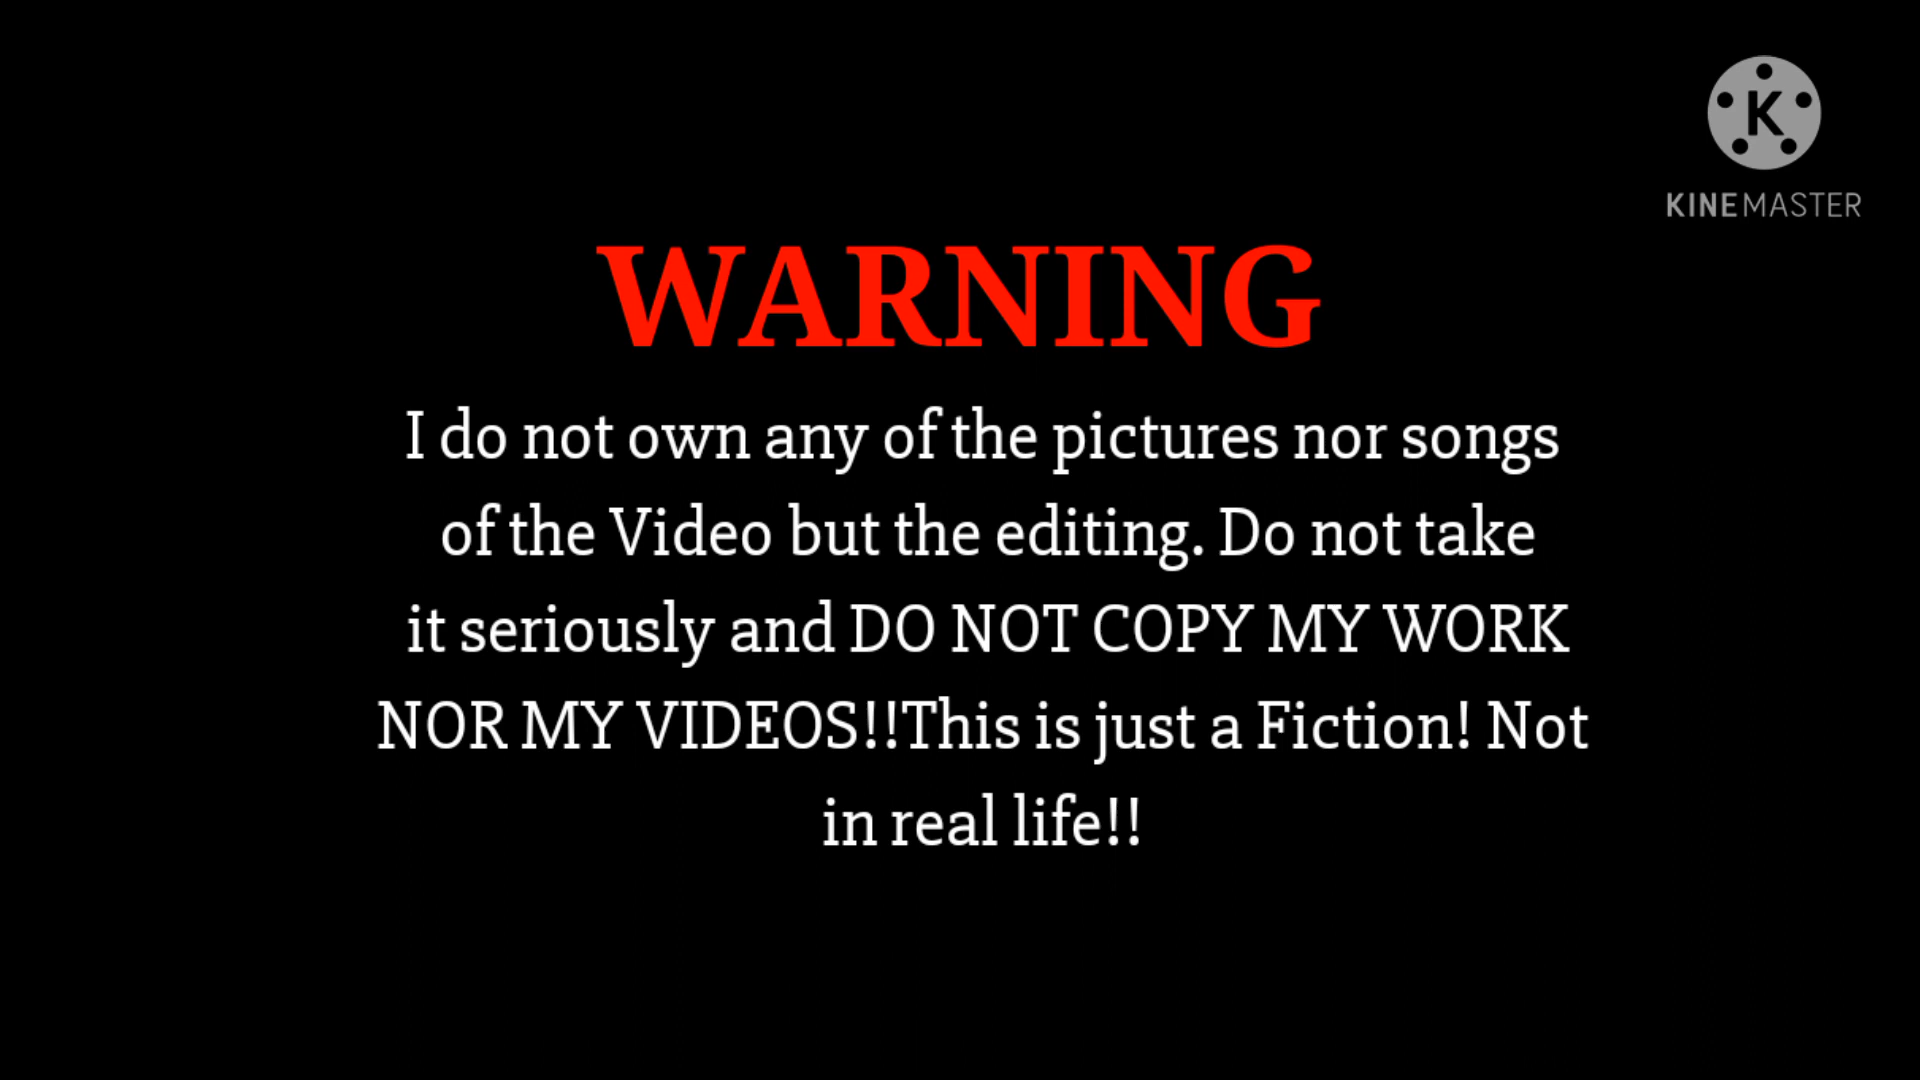 K
KINEMASTER
WARNING
I do not own any of the pictures nor songs
of the Video but the editing. Do not take
it seriously and DO NOT COPY MY WORK
NOR MY VIDEOS!!This is just a Fiction! Not
in real life!!